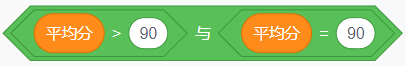 平均分 > 90 与 平均分 = 90